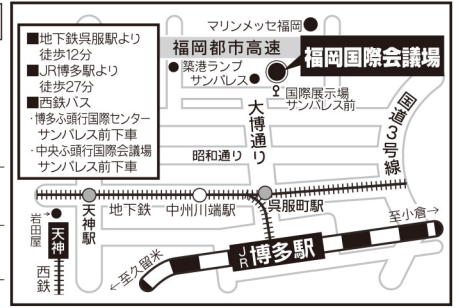 ■地下鉄呉服駅より
徒歩12分
■JR博多駅より
徒歩27分
■西鉄バス
・博多ふ頭行国際センター
サンパレス前下車
・中央ふ頭行国際会議場
サンパレス前下車
マリンメッセ福岡
福岡都市高速
福岡国際会議場
築港ランプ
サンパレス
国際展示場
サンパレス前
大博通り
国道3号線
昭和通り
天神駅
地下鉄
中州川端駅
呉服町駅
至小倉→
岩田屋
天神
西鉄
JR博多駅
←至久留米